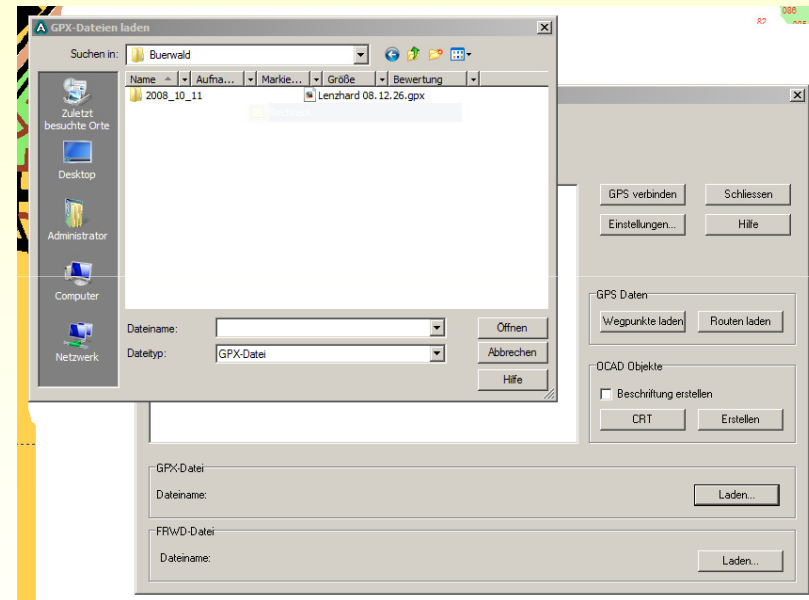 086
82
GPX-Dateien laden
Suchen in:
Buerwald
Name
Aufna...
Markie...
Größe
Bewertung
2008_10_11
Lenzhard 08.12.26.gpx
Zuletzt
besuchte Orte
Desktop
Administrator
Computer
Netzwerk
Dateiname:
Öffnen
Dateityp:
GPX-Datei
Abbrechen
Hilfe
GPS verbinden
Schliessen
Einstellungen...
Hilfe
GPS Daten
Wegpunkte laden
Routen laden
OCAD Objekte
Beschriftung erstellen
CRT
Erstellen
GPX-Datei
Dateiname:
Laden...
FRWD-Datei
Dateiname:
Laden...